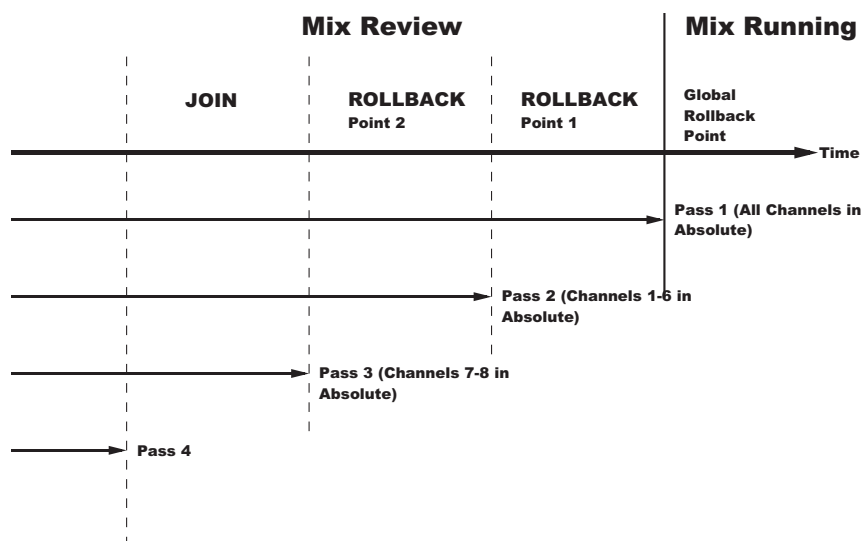 Mix Review
Mix Running
JOIN
ROLLBACK
Point 2
ROLLBACK
Point 1
Global
Rollback
Point
Time
Pass 1 (All Channels in
Absolute)
Pass 2 (Channels 1-6 in
Absolute)
Pass 3 (Channels 7-8 in
Absolute)
Pass 4